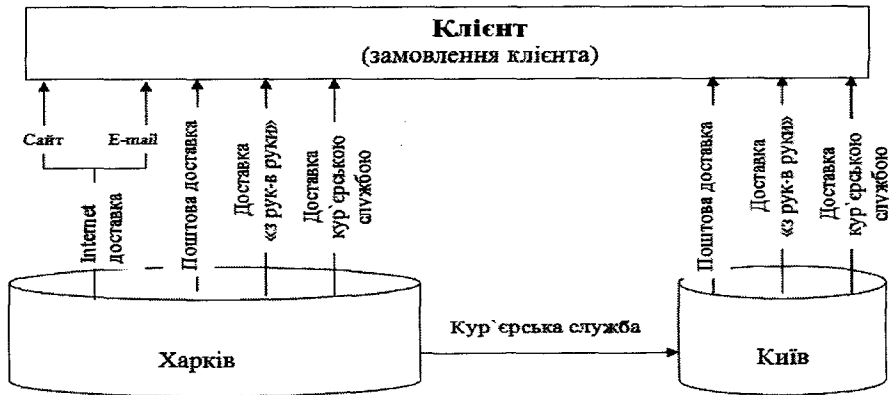 Клієнт
(замовлення клієнта)
Сайт
E-mail
Internet
доставка
Поштова доставка
Доставка
«з рук-в руки»
Доставка
кур`єрською
службою
Поштова доставка
Доставка
«з рук-в руки»
Доставка
кур`єрською
службою
Харків
Кур`єрська служба
Київ